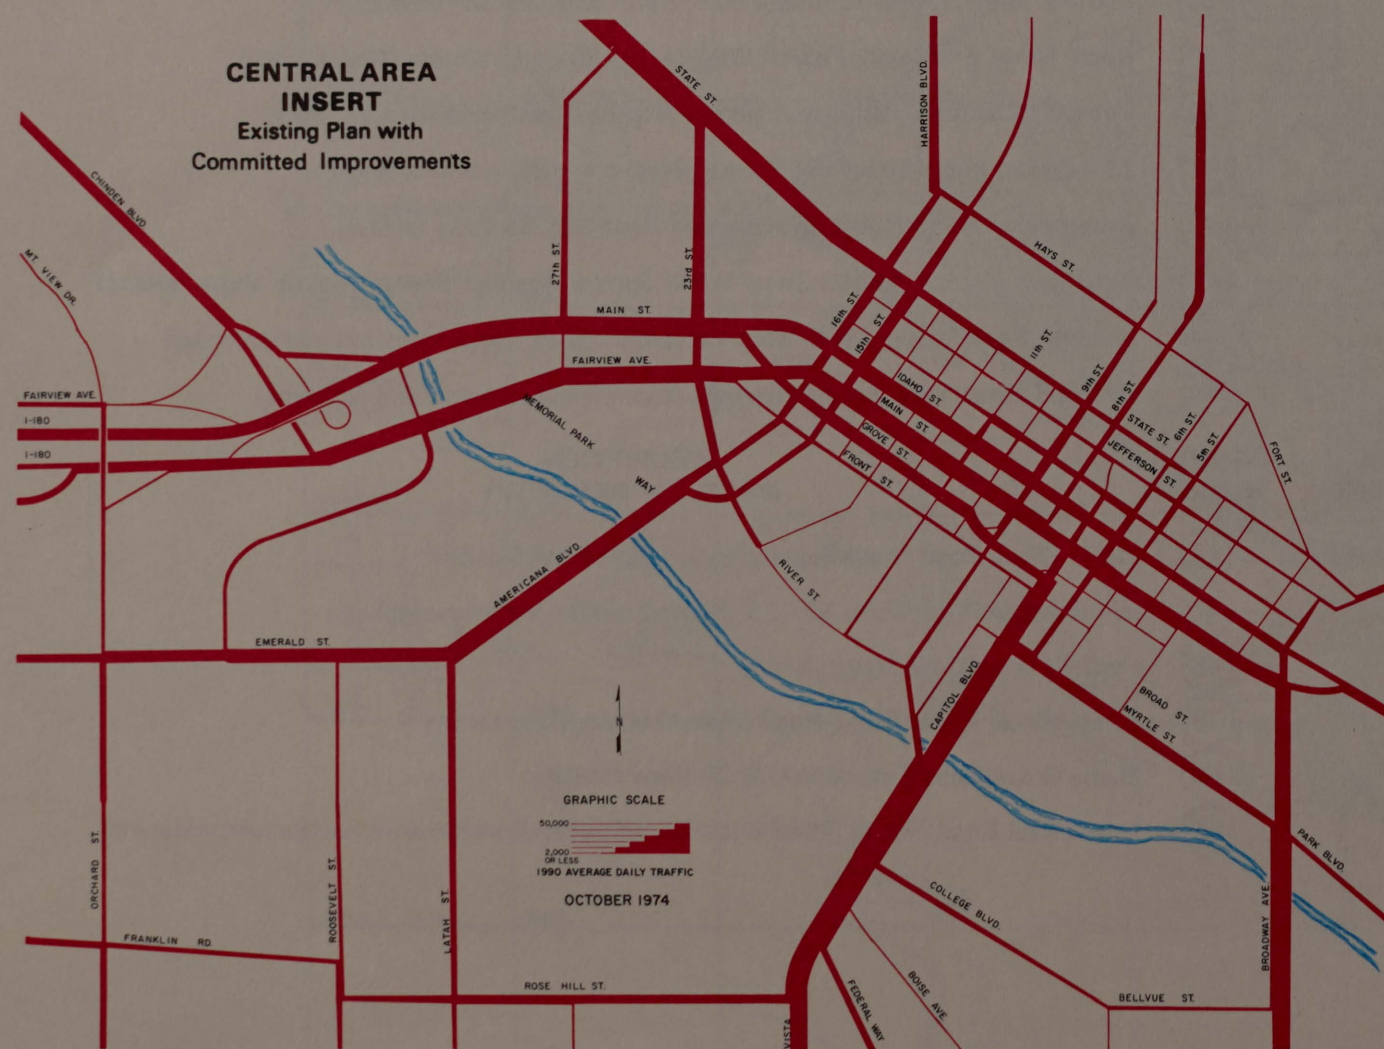 CENTRAL AREA
INSERT
Existing Plan with
Committed Improvements
STATE ST.
HARRISON BLVD.
CHINDEN BLVD.
MT. VIEW DR.
27th ST.
23rd ST.
HAYS ST.
MAIN ST.
16th ST.
15th ST.
11th ST.
FAIRVIEW AVE.
FAIRVIEW AVE.
I-180
I-180
IDAHO ST.
MAIN ST.
GROVE ST.
FRONT ST.
9th ST.
8th ST.
STATE ST.
6th ST.
5th ST.
JEFFERSON ST.
FORT ST.
MEMORIAL PARK
WAY
AMERICANA BLVD.
RIVER ST.
EMERALD ST.
CAPITOL BLVD.
BROAD ST.
MYRTLE ST.
N
GRAPHIC SCALE
50,000
2,000
OR LESS
1990 AVERAGE DAILY TRAFFIC
OCTOBER 1974
ORCHARD ST.
ROOSEVELT ST.
LATAH ST.
PARK BLVD.
COLLEGE BLVD.
BROADWAY AVE.
FRANKLIN RD.
ROSE HILL ST.
BOISE AVE.
FEDERAL WAY
BELLVUE ST.
VISTA